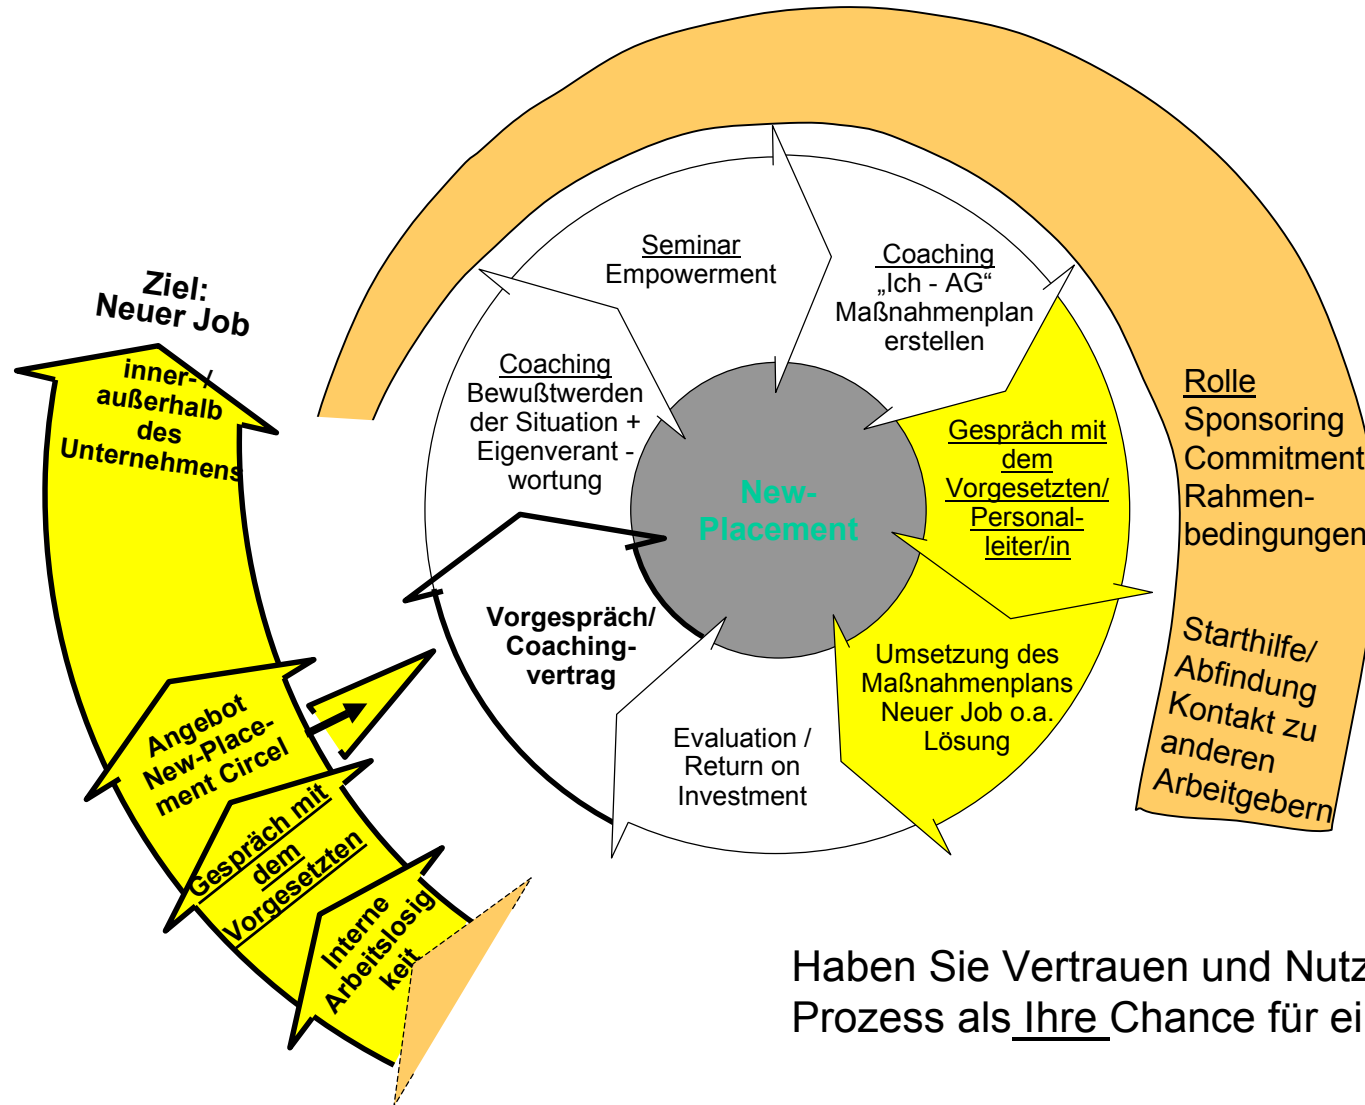 Ziel:
Neuer Job
inner- /
außerhalb
des
Unternehmens
Angebot
New-Place-
ment Circel
Gespräch mit
dem
Vorgesetzten
Interne
Arbeitslosig
keit
Vorgespräch/
Coaching-
vertrag
Coaching
Bewußtwerden
der Situation +
Eigenverant -
wortung
Seminar
Empowerment
Coaching
„Ich - AG“
Maßnahmenplan
erstellen
Gespräch mit
dem
Vorgesetzten/
Personal-
leiter/in
Umsetzung des
Maßnahmenplans
Neuer Job o.a.
Lösung
Evaluation /
Return on
Investment
New-
Placement
Rolle
Sponsoring
Commitment
Rahmen-
bedingungen
Starthilfe/
Abfindung
Kontakt zu
anderen
Arbeitgebern
Haben Sie Vertrauen und Nutz
Prozess als Ihre Chance für ei